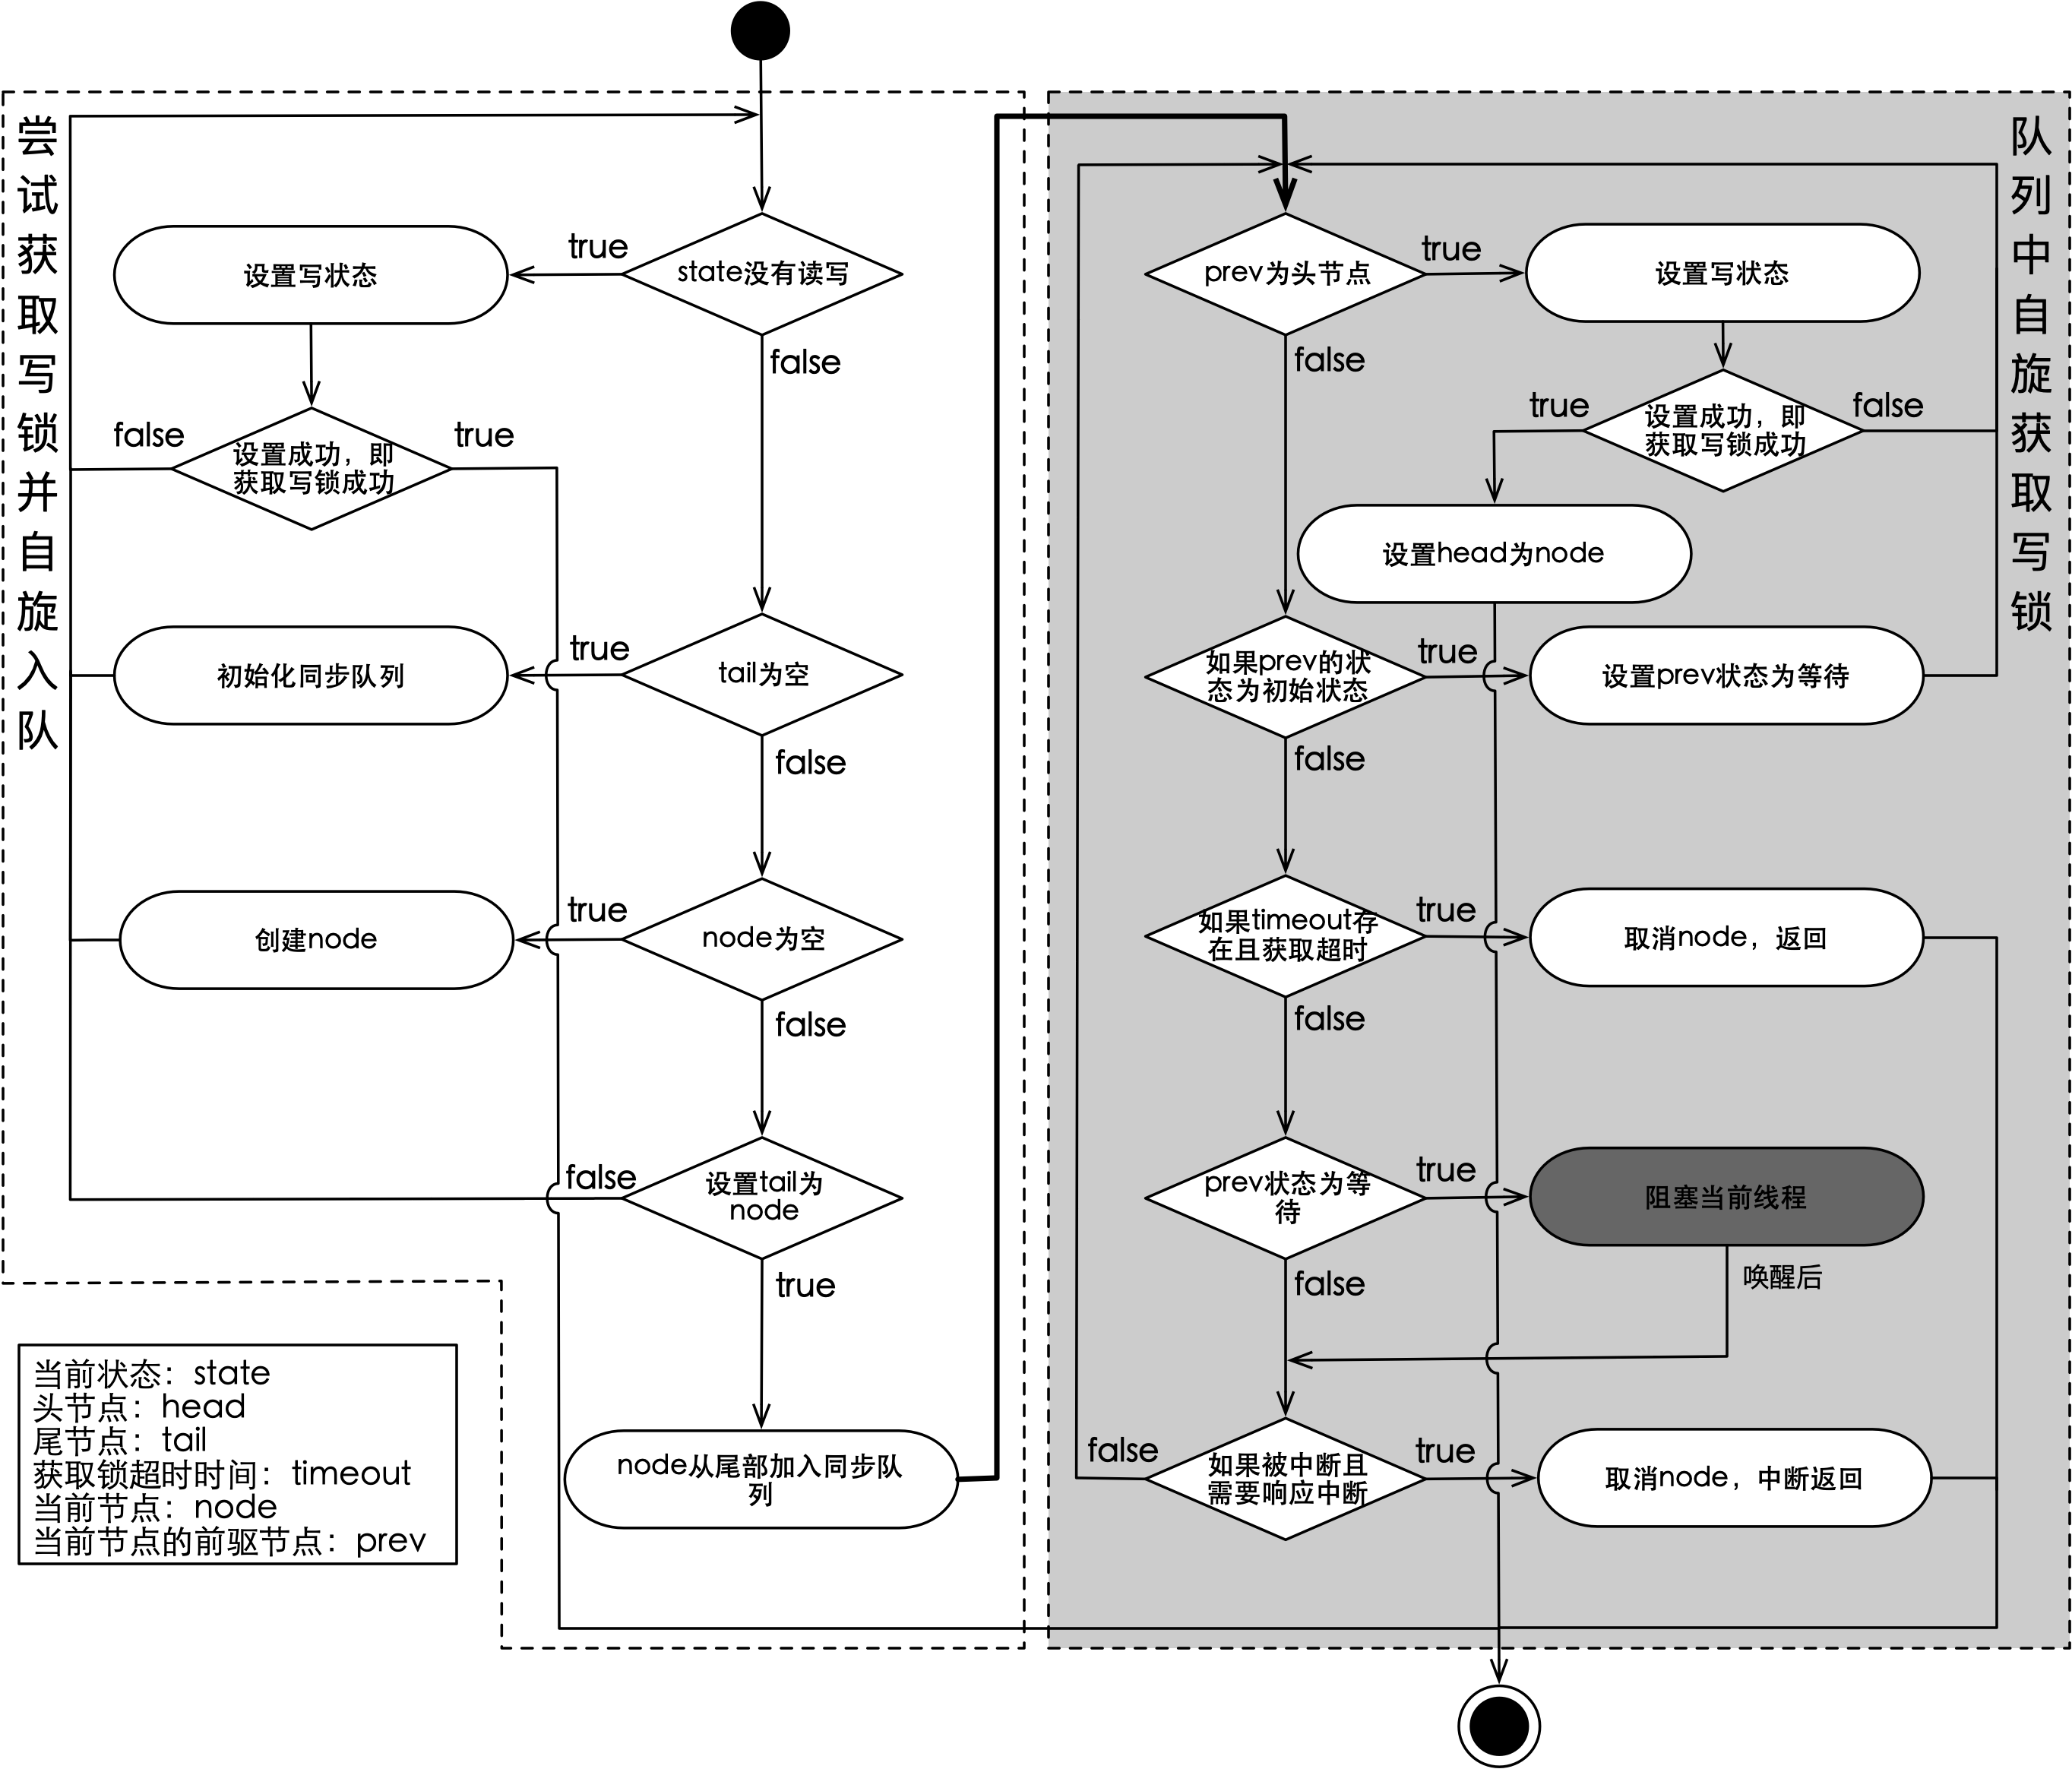 尝试获取写锁并自旋入队
state没有读写
true
false
设置写状态
设置成功，即
获取写锁成功
false
true
tail为空
true
false
初始化同步队列
node为空
true
false
创建node
设置tail为
node
false
true
node从尾部加入同步队
列
当前状态：state
头节点：head
尾节点：tail
获取锁超时时间：timeout
当前节点：node
当前节点的前驱节点：prev
队列中自旋获取写锁
prev为头节点
true
false
设置写状态
设置成功，即
获取写锁成功
true
false
设置head为node
如果prev的状
态为初始状态
true
false
设置prev状态为等待
如果timeout存
在且获取超时
true
false
取消node，返回
prev状态为等
待
true
false
阻塞当前线程
唤醒后
如果被中断且
需要响应中断
false
true
取消node，中断返回